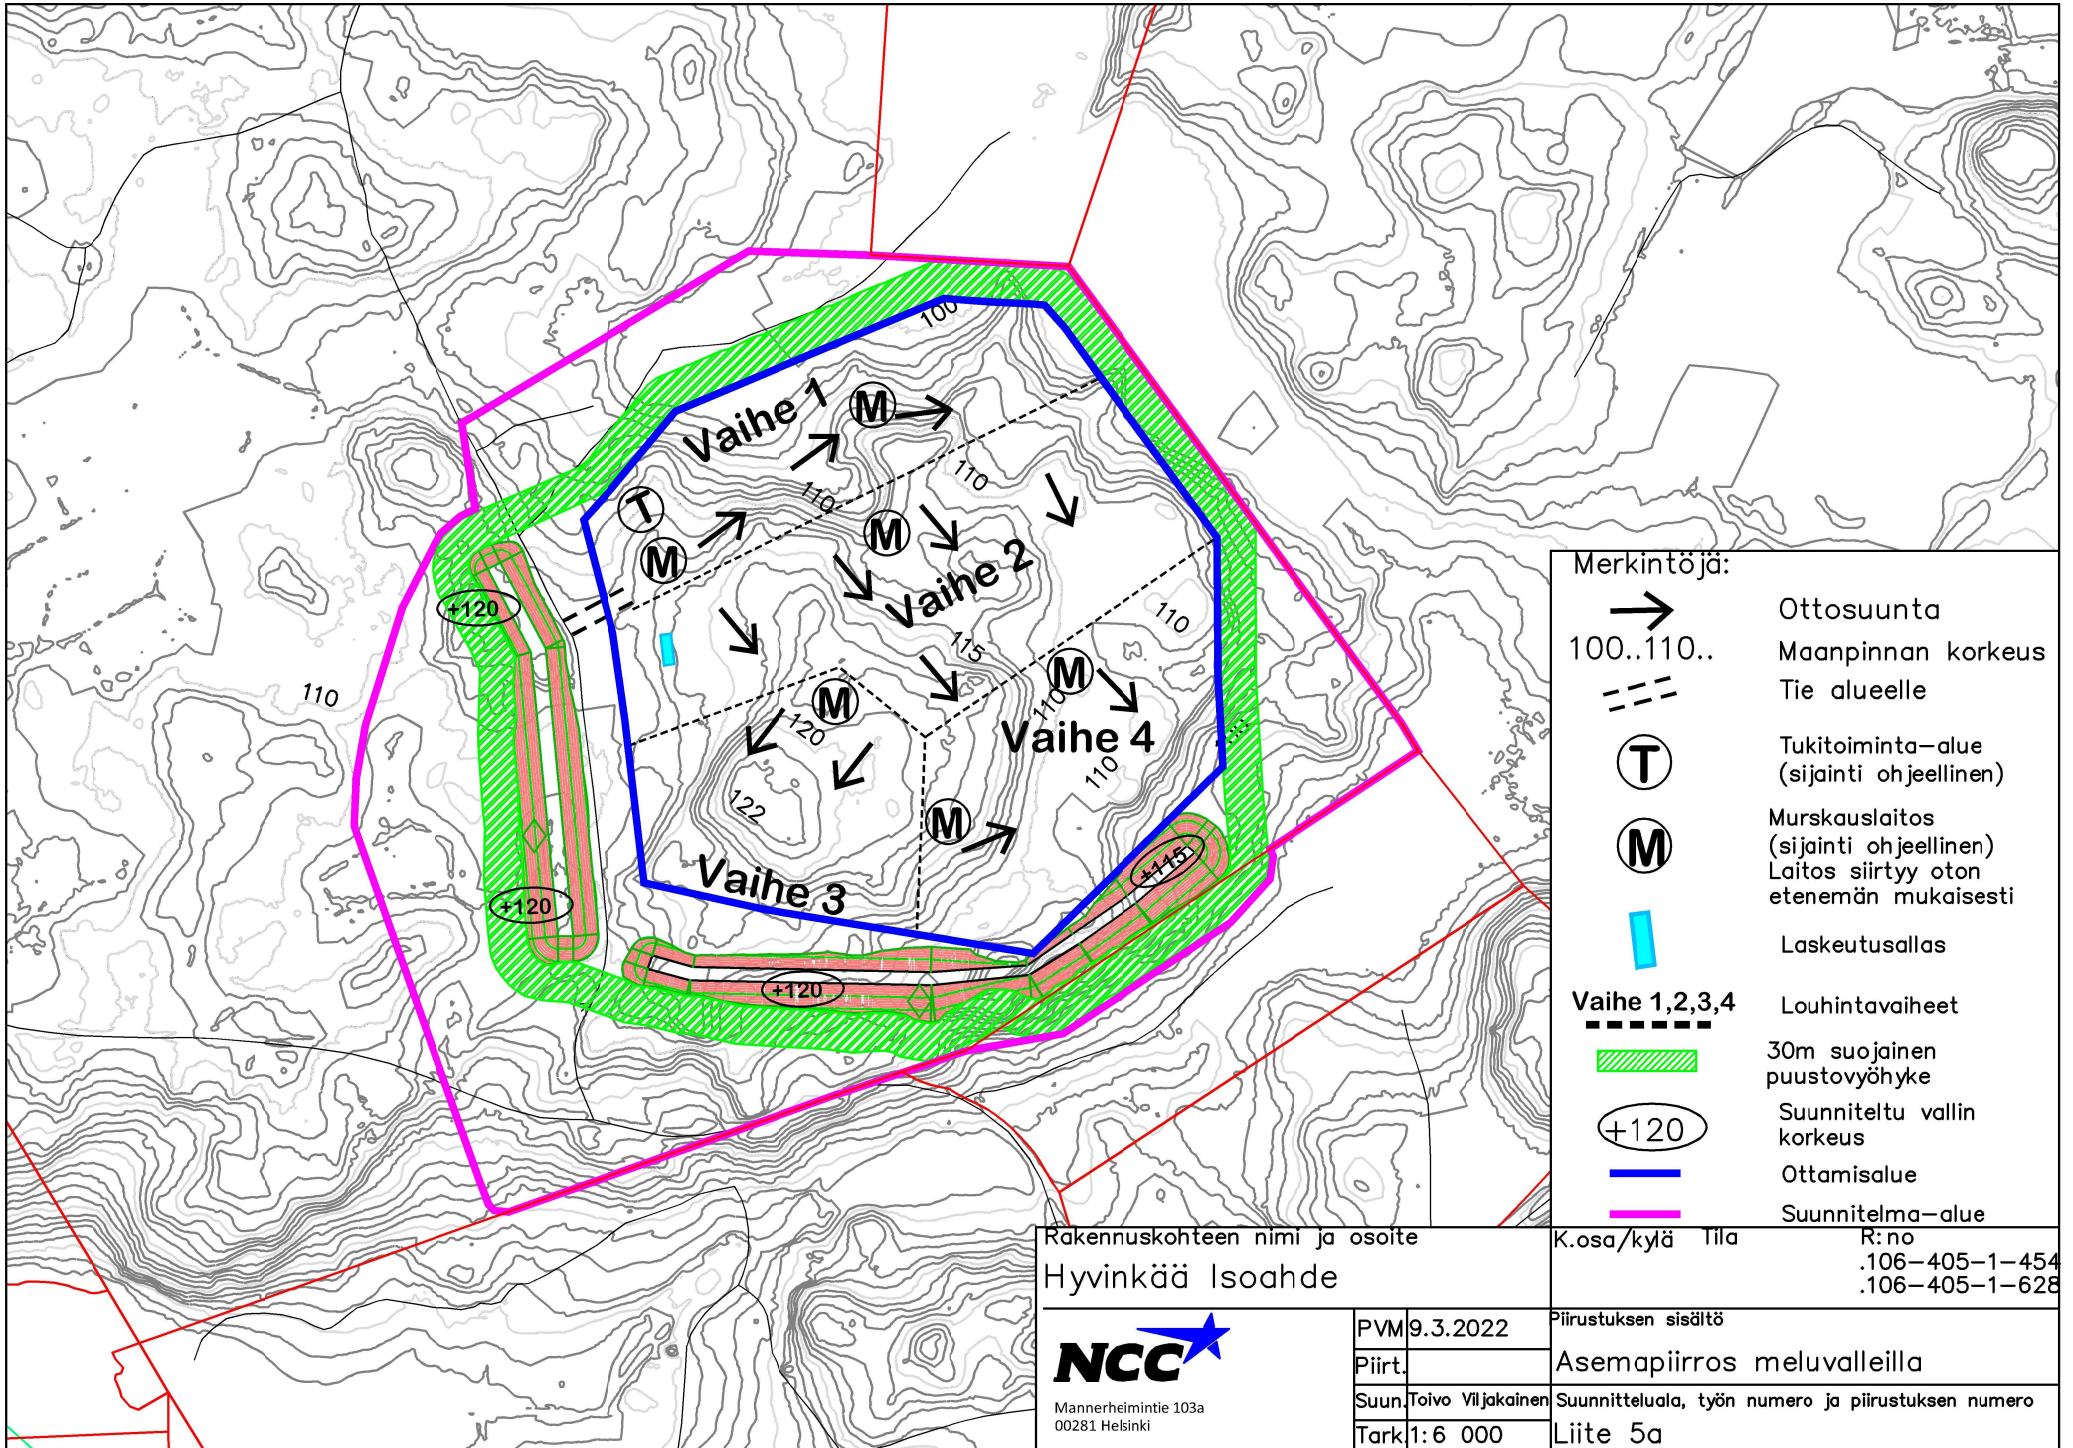 100
Vaihe 1
M
T
M
110
110
M
Vaihe 2
+120
115
110
110
M
M
110
120
Vaihe 4
110
122
M
Vaihe 3
+115
+120
+120
Merkintöjä:
Ottosuunta
100..110.. Maanpinnan korkeus
Tie alueelle
T Tukitoiminta-alue
(sijainti ohjeellinen)
Murskauslaitos
M (sijainti ohjeellinen)
Laitos siirtyy oton
etenemän mukaisesti
Laskeutusallas
Vaihe 1,2,3,4 Louhintavaiheet
30m suojainen
puustovyöhyke
+120 Suunniteltu vallin
korkeus
Ottamisalue
Suunnitelma-alue
Rakennuskohteen nimi ja osoite
Hyvinkää Isoahde
K.osa/kylä Tila R:no
.106-405-1-454
.106-405-1-628
NCC
Mannerheimintie 103a
00281 Helsinki
PVM 9.3.2022
Piirt.
Suun. Toivo Viljakainen
Tark. 1:6 000
Piirustuksen sisältö
Asemapiirros meluvalleilla
Suunnitteluala, työn numero ja piirustuksen numero
Liite 5a